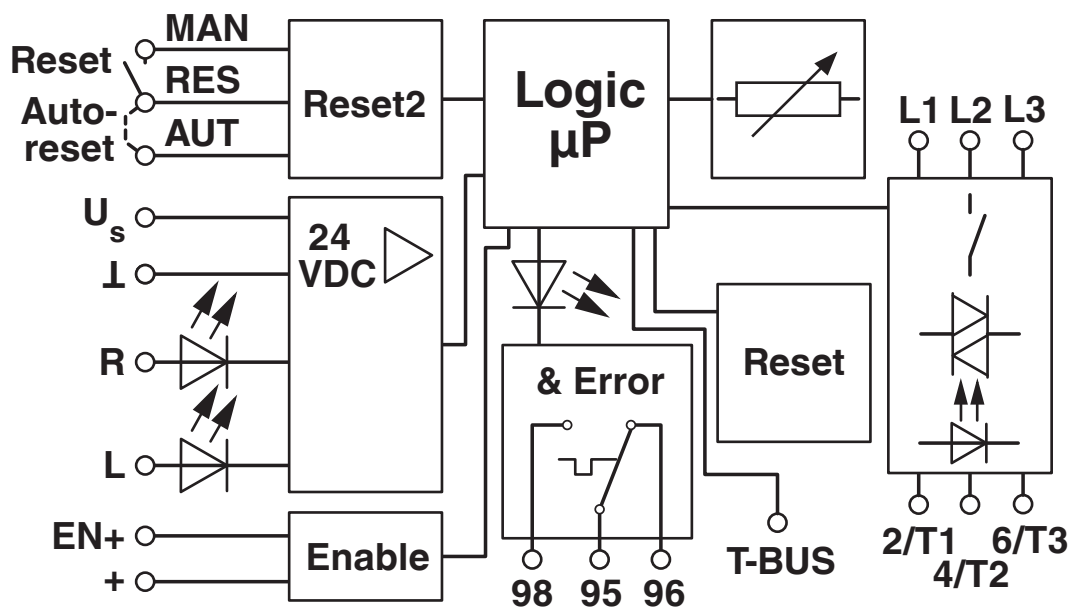 MAN
Reset
RES
Auto-
reset
AUT
Reset2
Logic
µP
L1 L2 L3
Us
24
VDC
⊥
R
L
& Error
Reset
EN+
Enable
+
98 95 96
T-BUS
2/T1 6/T3
4/T2